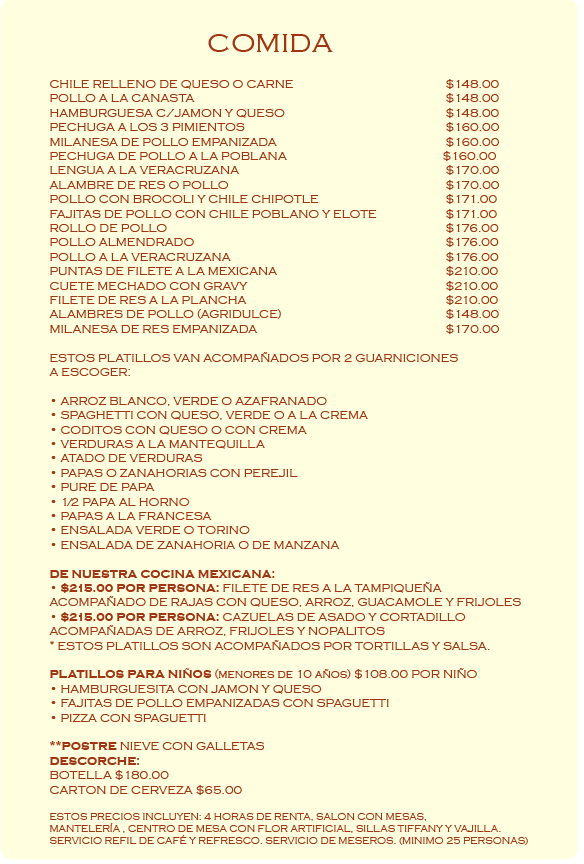 COMIDA
CHILE RELLENO DE QUESO O CARNE $148.00
POLLO A LA CANASTA $148.00
HAMBURGUESA C/JAMON Y QUESO $148.00
PECHUGA A LOS 3 PIMIENTOS $160.00
MILANESA DE POLLO EMPANIZADA $160.00
PECHUGA DE POLLO A LA POBLANA $160.00
LENGUA A LA VERACRUZANA $170.00
ALAMBRE DE RES O POLLO $170.00
POLLO CON BROCOLI Y CHILE CHIPOTLE $171.00
FAJITAS DE POLLO CON CHILE POBLANO Y ELOTE $171.00
ROLLO DE POLLO $176.00
POLLO ALMENDRADO $176.00
POLLO A LA VERACRUZANA $176.00
PUNTAS DE FILETE A LA MEXICANA $210.00
CUETE MECHADO CON GRAVY $210.00
FILETE DE RES A LA PLANCHA $210.00
ALAMBRES DE POLLO (AGRIDULCE) $148.00
MILANESA DE RES EMPANIZADA $170.00
ESTOS PLATILLOS VAN ACOMPAÑADOS POR 2 GUARNICIONES
A ESCOGER:
• ARROZ BLANCO, VERDE O AZAFRANADO
• SPAGHETTI CON QUESO, VERDE O A LA CREMA
• CODITOS CON QUESO O CON CREMA
• VERDURAS A LA MANTEQUILLA
• ATADO DE VERDURAS
• PAPAS O ZANAHORIAS CON PEREJIL
• PURE DE PAPA
• 1/2 PAPA AL HORNO
• PAPAS A LA FRANCESA
• ENSALADA VERDE O TORINO
• ENSALADA DE ZANAHORIA O DE MANZANA
DE NUESTRA COCINA MEXICANA:
• $215.00 POR PERSONA: FILETE DE RES A LA TAMPIQUEÑA
ACOMPAÑADO DE RAJAS CON QUESO, ARROZ, GUACAMOLE Y FRIJOLES
• $215.00 POR PERSONA: CAZUELAS DE ASADO Y CORTADILLO
ACOMPAÑADAS DE ARROZ, FRIJOLES Y NOPALITOS
* ESTOS PLATILLOS SON ACOMPAÑADOS POR TORTILLAS Y SALSA.
PLATILLOS PARA NIÑOS (MENORES DE 10 AÑOS) $108.00 POR NIÑO
• HAMBURGUESITA CON JAMON Y QUESO
• FAJITAS DE POLLO EMPANIZADAS CON SPAGUETTI
• PIZZA CON SPAGUETTI
**POSTRE NIEVE CON GALLETAS
DESCORCHE:
BOTELLA $180.00
CARTON DE CERVEZA $65.00
ESTOS PRECIOS INCLUYEN: 4 HORAS DE RENTA, SALON CON MESAS,
MANTELERÍA , CENTRO DE MESA CON FLOR ARTIFICIAL, SILLAS TIFFANY Y VAJILLA.
SERVICIO REFIL DE CAFÉ Y REFRESCO. SERVICIO DE MESEROS. (MINIMO 25 PERSONAS)